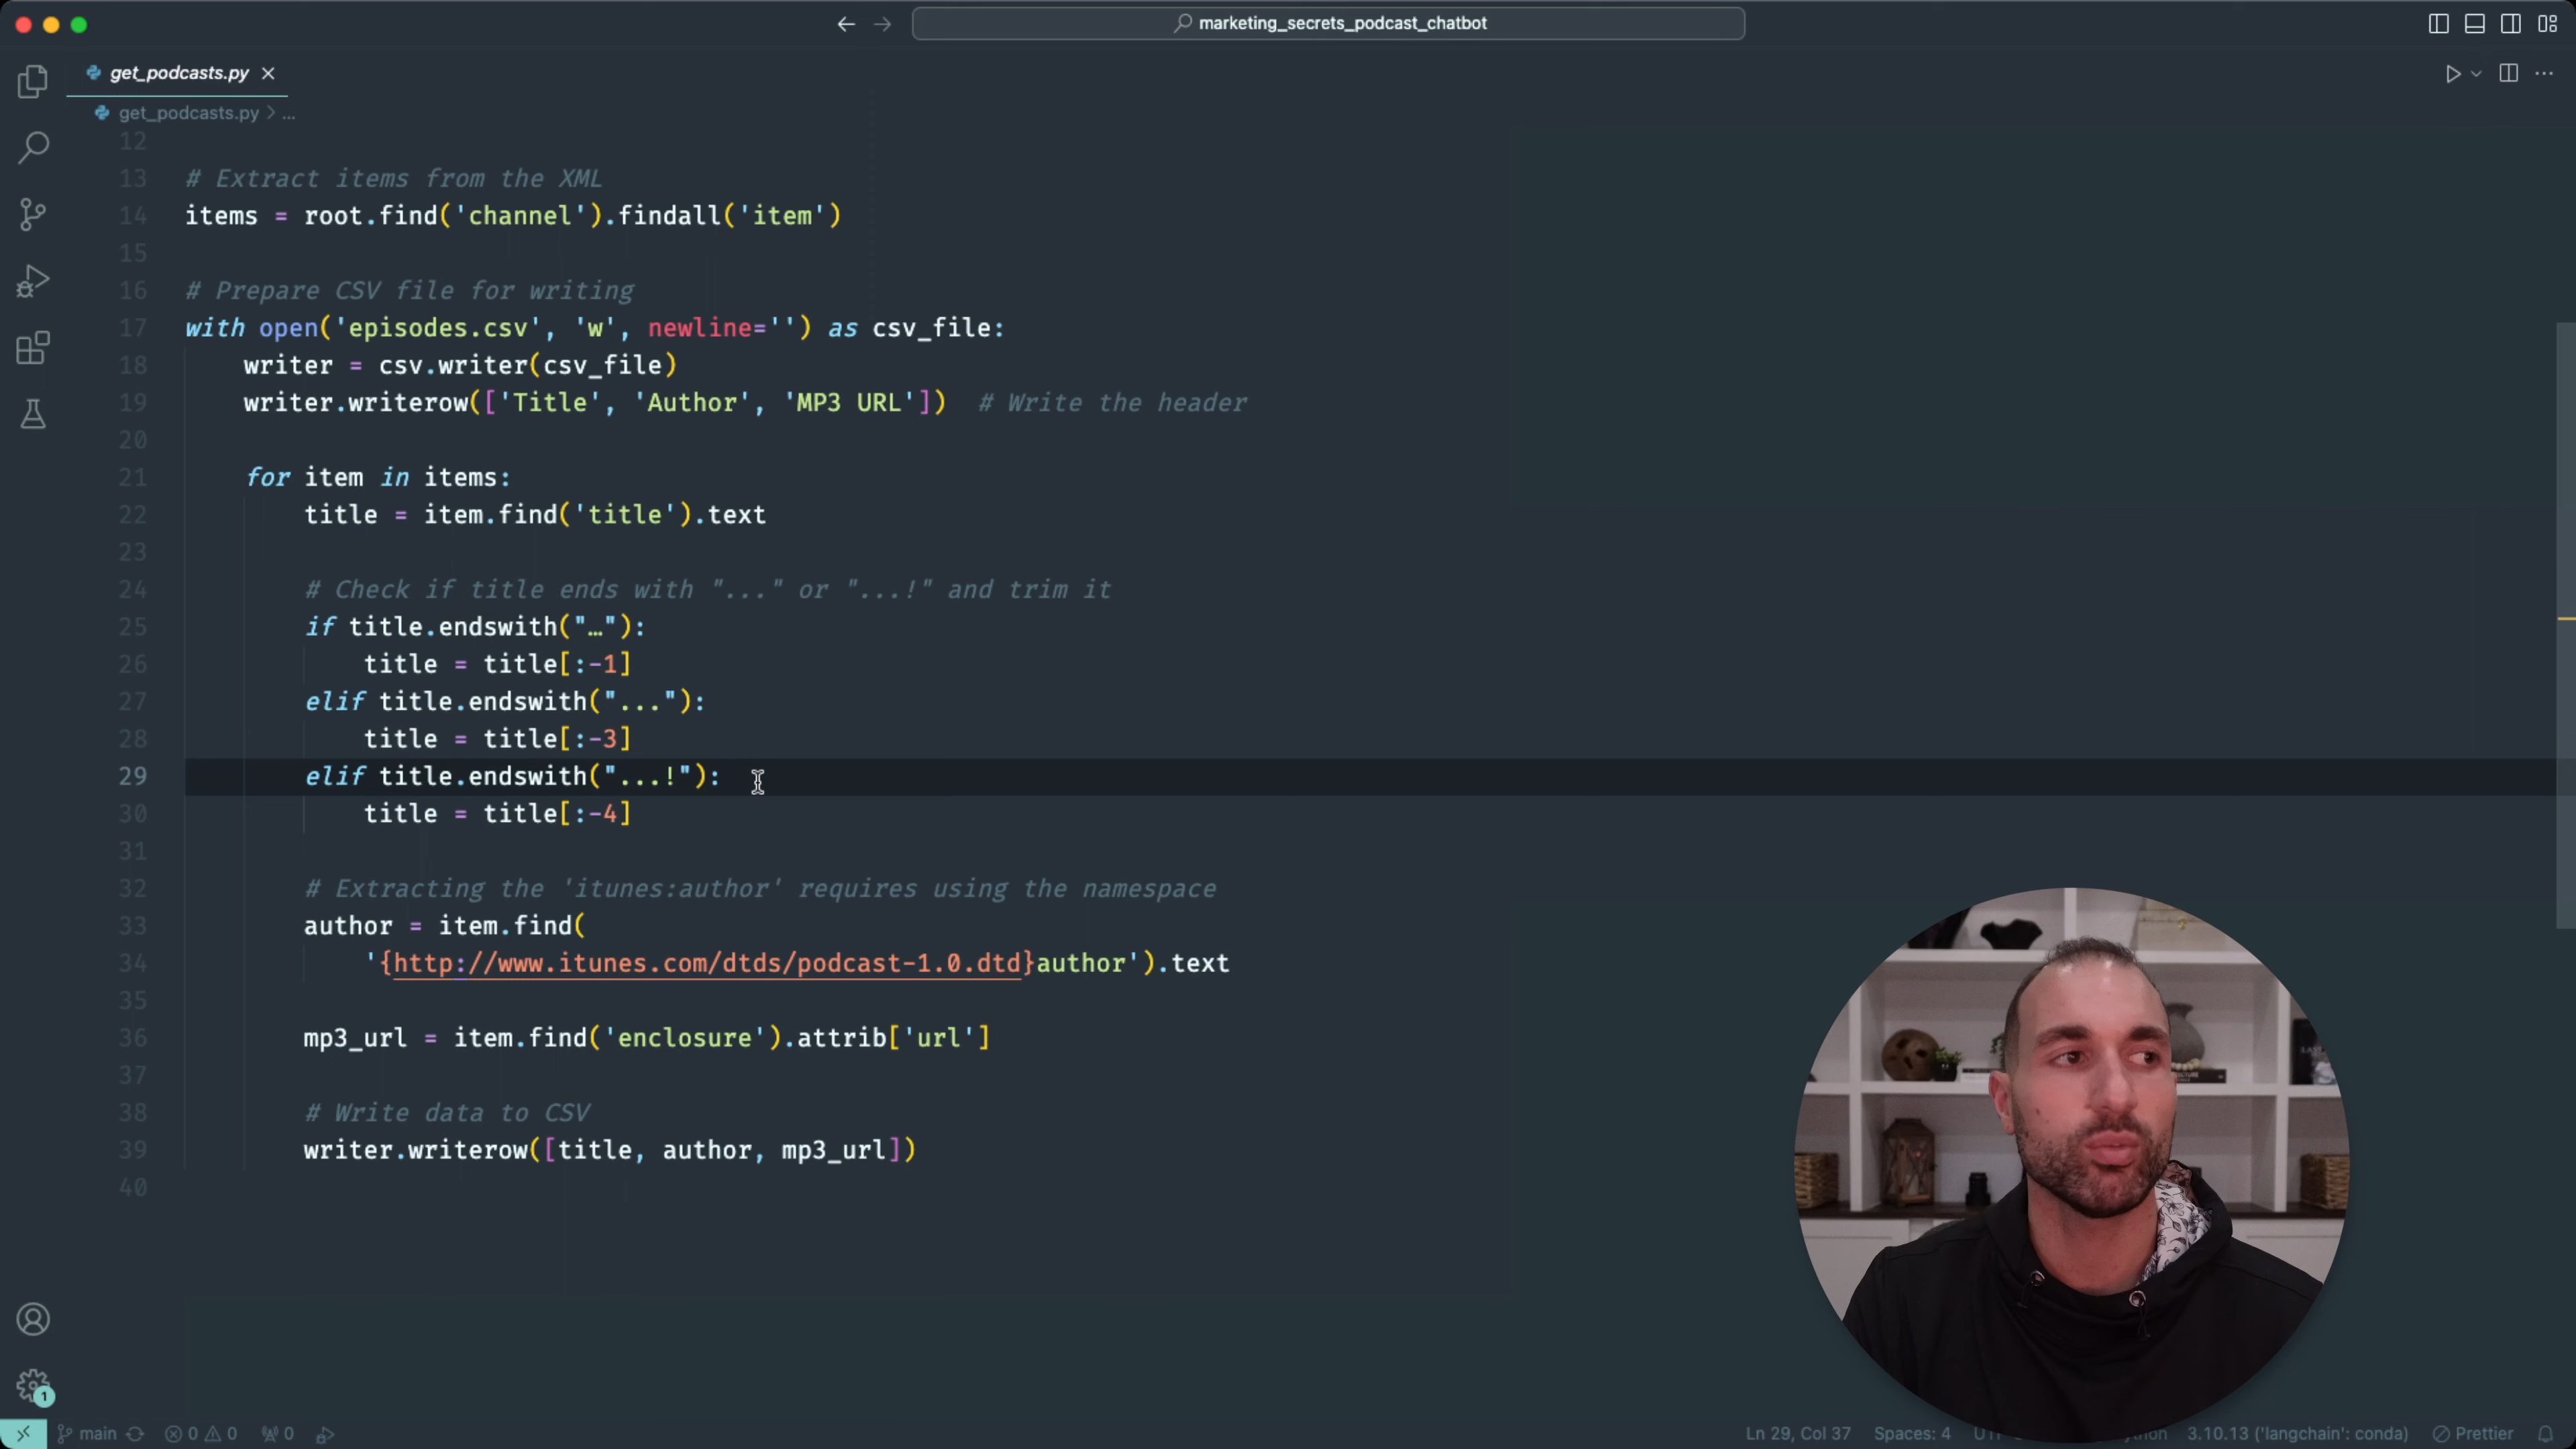 marketing_secrets_podcast_chatbot
get_podcasts.py
get_podcasts.py > ...
12
13 # Extract items from the XML
14 items = root.find('channel').findall('item')
15
16 # Prepare CSV file for writing
17 with open('episodes.csv', 'w', newline='') as csv_file:
18 writer = csv.writer(csv_file)
19 writer.writerow(['Title', 'Author', 'MP3 URL']) # Write the header
20
21 for item in items:
22 title = item.find('title').text
23
24 # Check if title ends with "..." or "...!" and trim it
25 if title.endswith("…"):
26 title = title[:-1]
27 elif title.endswith("..."):
28 title = title[:-3]
29 elif title.endswith("...!"):
30 title = title[:-4]
31
32 # Extracting the 'itunes:author' requires using the namespace
33 author = item.find(
34 '{http://www.itunes.com/dtds/podcast-1.0.dtd}author').text
35
36 mp3_url = item.find('enclosure').attrib['url']
37
38 # Write data to CSV
39 writer.writerow([title, author, mp3_url])
40
1
main 0 0 0 Ln 29, Col 37 Spaces: 4 3.10.13 ('langchain': conda) Prettier